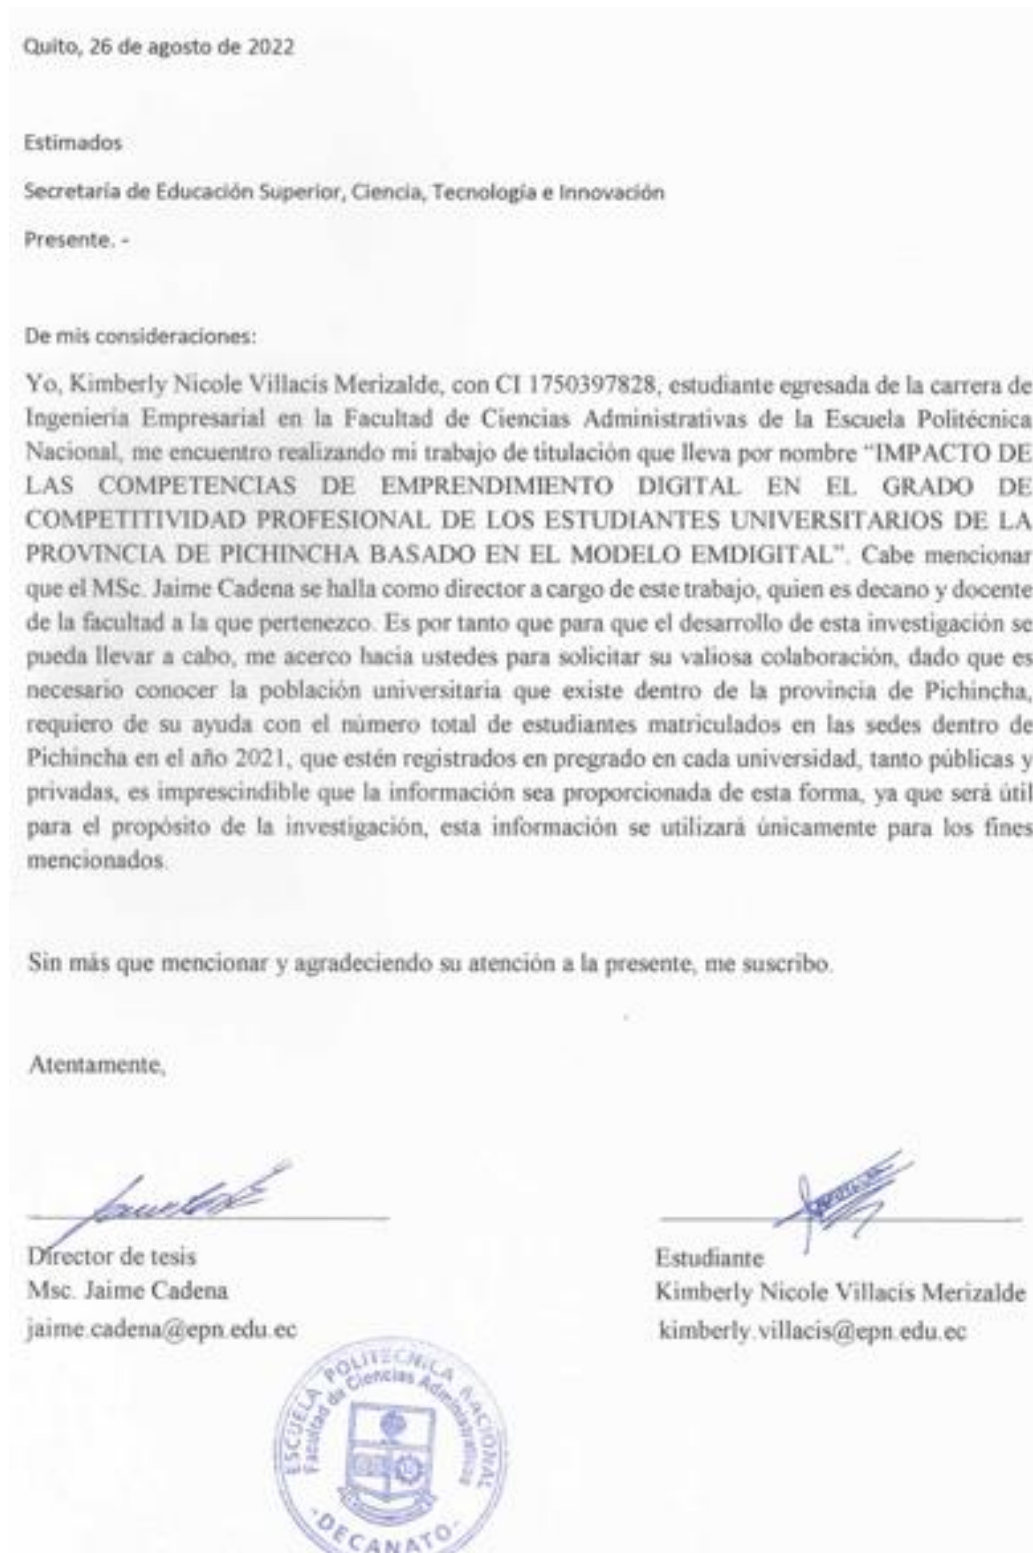 Quito, 26 de agosto de 2022
Estimados
Secretaría de Educación Superior, Ciencia, Tecnología e Innovación
Presente. -
De mis consideraciones:
Yo, Kimberly Nicole Villacis Merizalde, con CI 1750397828, estudiante egresada de la carrera de
Ingeniería Empresarial en la Facultad de Ciencias Administrativas de la Escuela Politécnica
Nacional, me encuentro realizando mi trabajo de titulación que lleva por nombre “IMPACTO DE
LAS COMPETENCIAS DE EMPRENDIMIENTO DIGITAL EN EL GRADO DE
COMPETITIVIDAD PROFESIONAL DE LOS ESTUDIANTES UNIVERSITARIOS DE LA
PROVINCIA DE PICHINCHA BASADO EN EL MODELO EMDIGITAL”. Cabe mencionar
que el MSc. Jaime Cadena se halla como director a cargo de este trabajo, quien es decano y docente
de la facultad a la que pertenezco. Es por tanto que para que el desarrollo de esta investigación se
pueda llevar a cabo, me acerco hacia ustedes para solicitar su valiosa colaboración, dado que es
necesario conocer la población universitaria que existe dentro de la provincia de Pichincha,
requiero de su ayuda con el número total de estudiantes matriculados en las sedes dentro de
Pichincha en el año 2021, que estén registrados en pregrado en cada universidad, tanto públicas y
privadas, es imprescindible que la información sea proporcionada de esta forma, ya que será útil
para el propósito de la investigación, esta información se utilizará únicamente para los fines
mencionados.
Sin más que mencionar y agradeciendo su atención a la presente, me suscribo.
Atentamente,
Director de tesis
Msc. Jaime Cadena
jaime.cadena@epn.edu.ec
Estudiante
Kimberly Nicole Villacis Merizalde
kimberly.villacis@epn.edu.ec
ESCUELA POLITECNICA NACIONAL
Facultad de Ciencias Administrativas
-DECANATO-